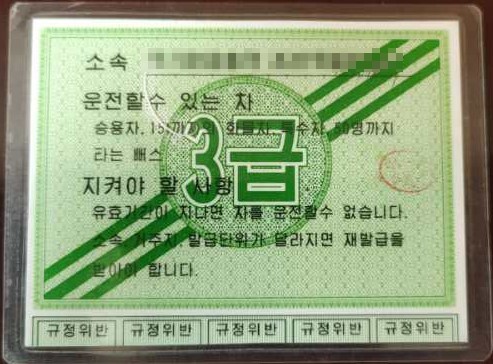 소속
운전할수 있는 차
승용차, 15t까지의 화물차, 특수차, 60명까지
타는 뻐스
3급
지켜야 할 사항
유효기간이 지나면 차를 운전할수 없습니다.
소속, 거주지, 발급단위가 달라지면 재발급을
받아야 합니다.
규정위반 규정위반 규정위반 규정위반 규정위반